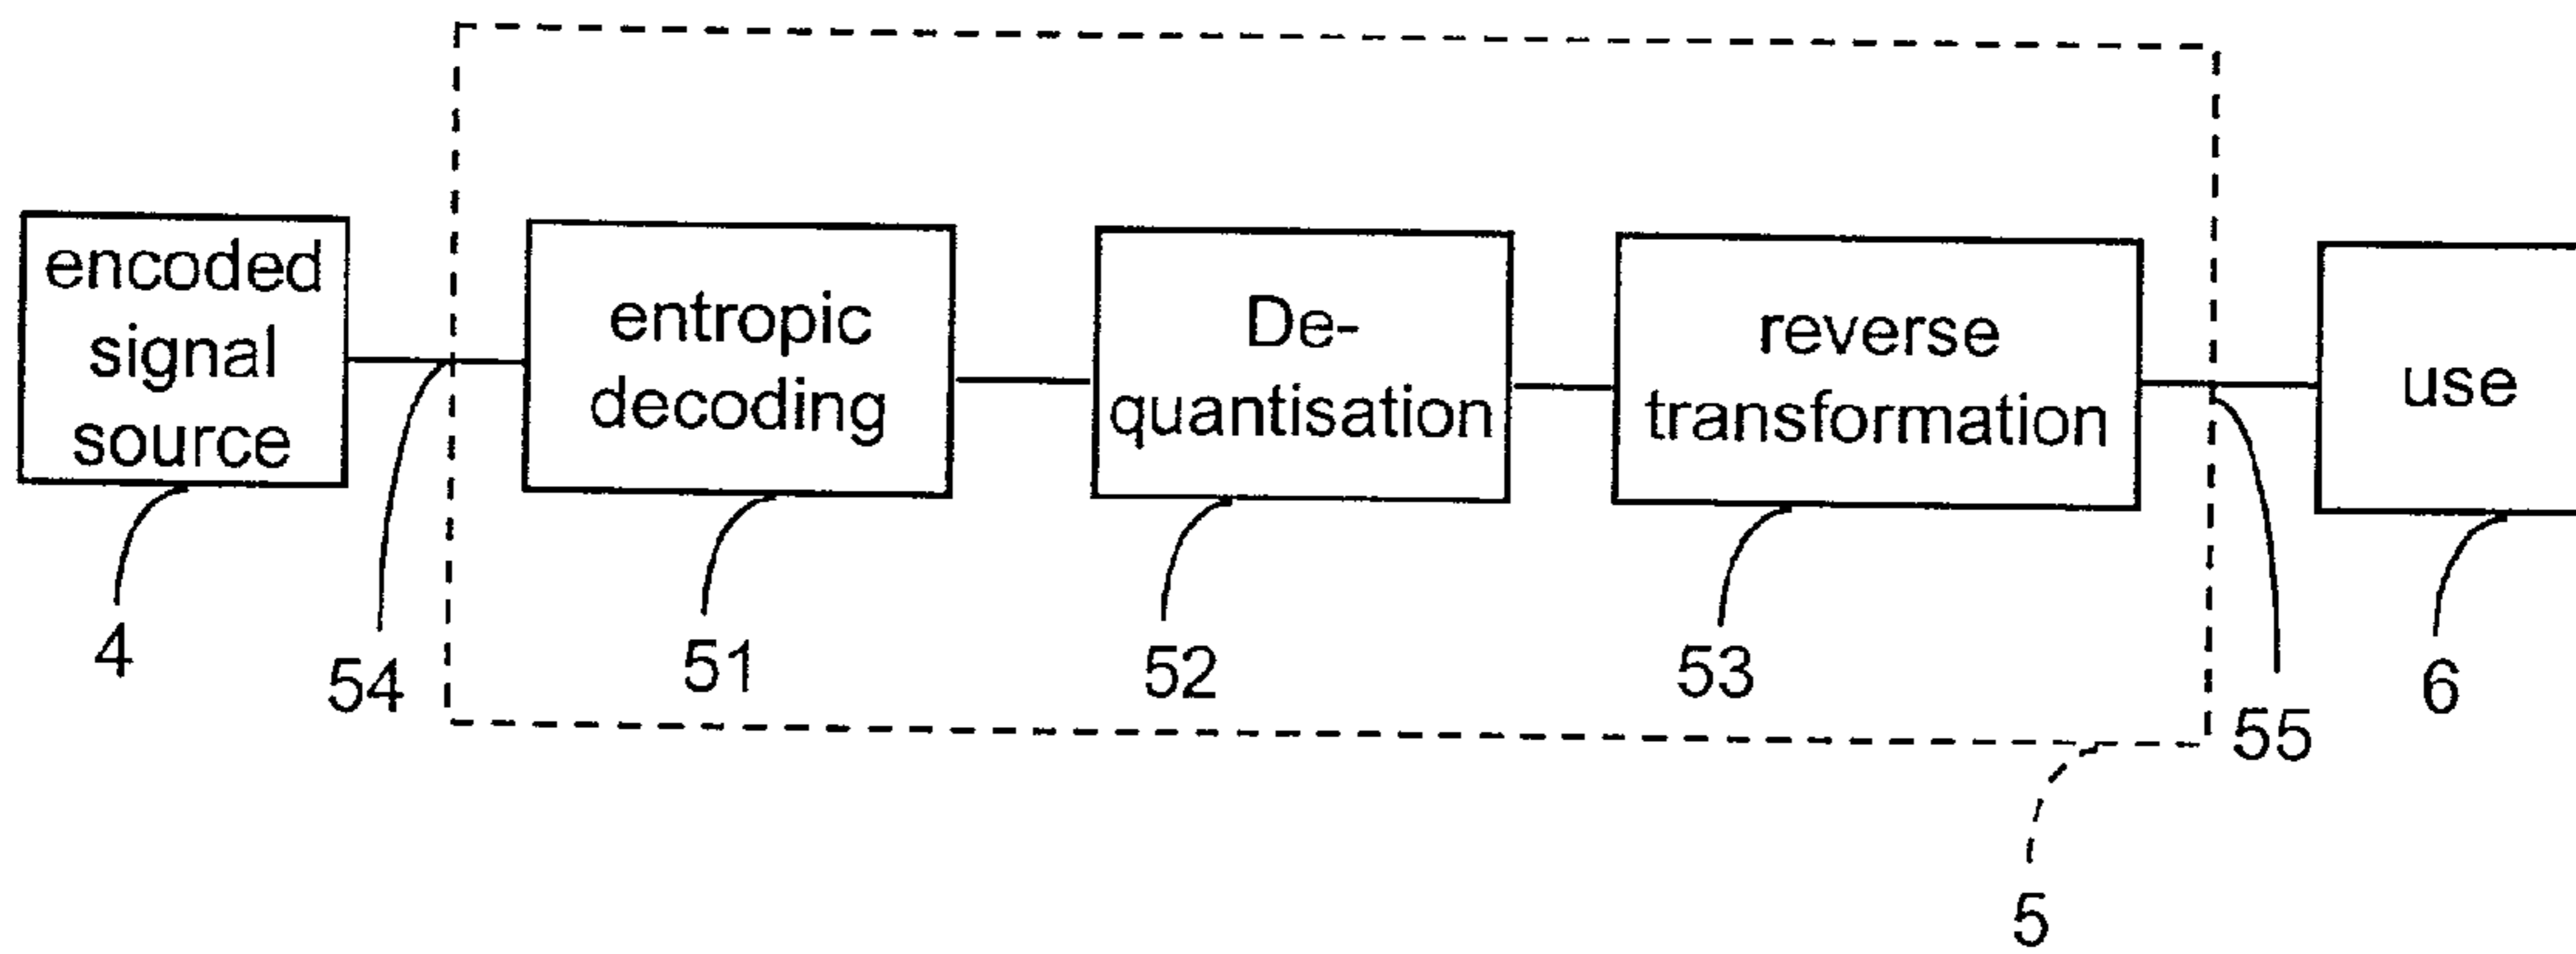 encoded
signal
source
entropic
decoding
De-
quantisation
reverse
transformation
use
4
54
51
52
53
55
6
5